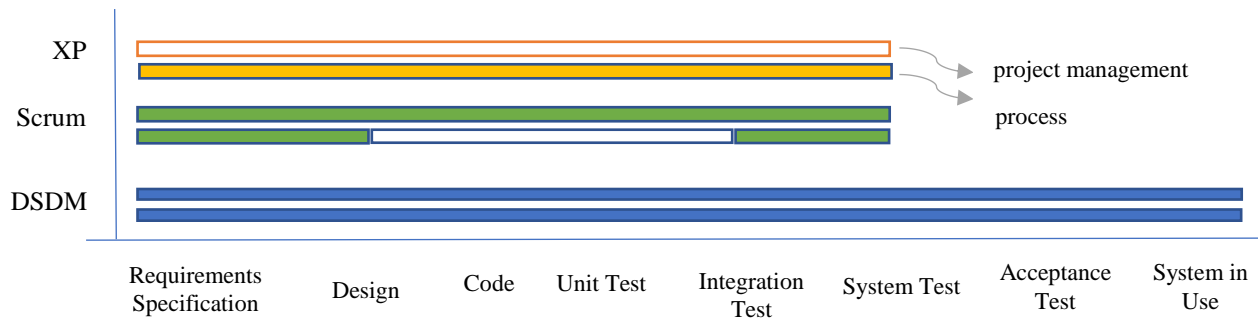 XP
project management
process
Scrum
DSDM
Requirements
Specification
Design
Code
Unit Test
Integration
Test
System Test
Acceptance
Test
System in
Use